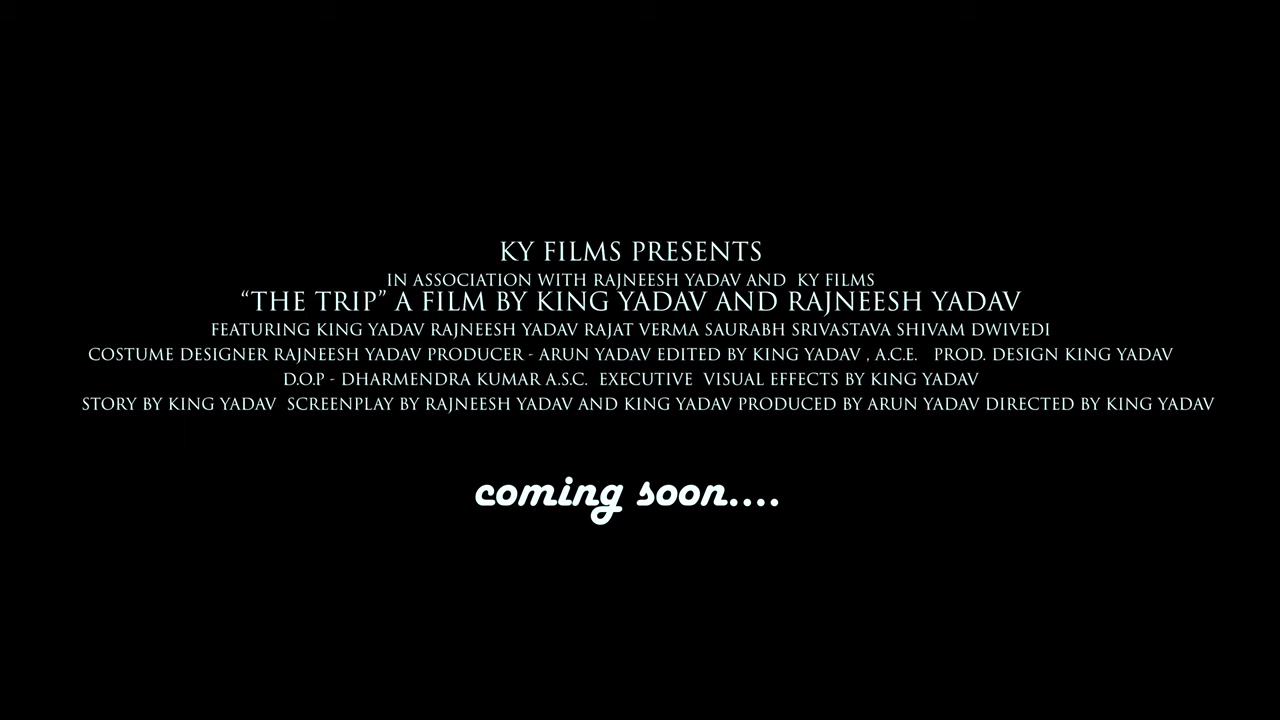 KY FILMS PRESENTS
IN ASSOCIATION WITH RAJNEESH YADAV AND  KY FILMS
“THE TRIP” A FILM BY KING YADAV AND RAJNEESH YADAV
FEATURING KING YADAV RAJNEESH YADAV RAJAT VERMA SAURABH SRIVASTAVA SHIVAM DWIVEDI
COSTUME DESIGNER RAJNEESH YADAV PRODUCER - ARUN YADAV EDITED BY KING YADAV , A.C.E.   PROD. DESIGN KING YADAV
D.O.P - DHARMENDRA KUMAR A.S.C.  EXECUTIVE  VISUAL EFFECTS BY KING YADAV
STORY BY KING YADAV  SCREENPLAY BY RAJNEESH YADAV AND KING YADAV PRODUCED BY ARUN YADAV DIRECTED BY KING YADAV
coming soon....